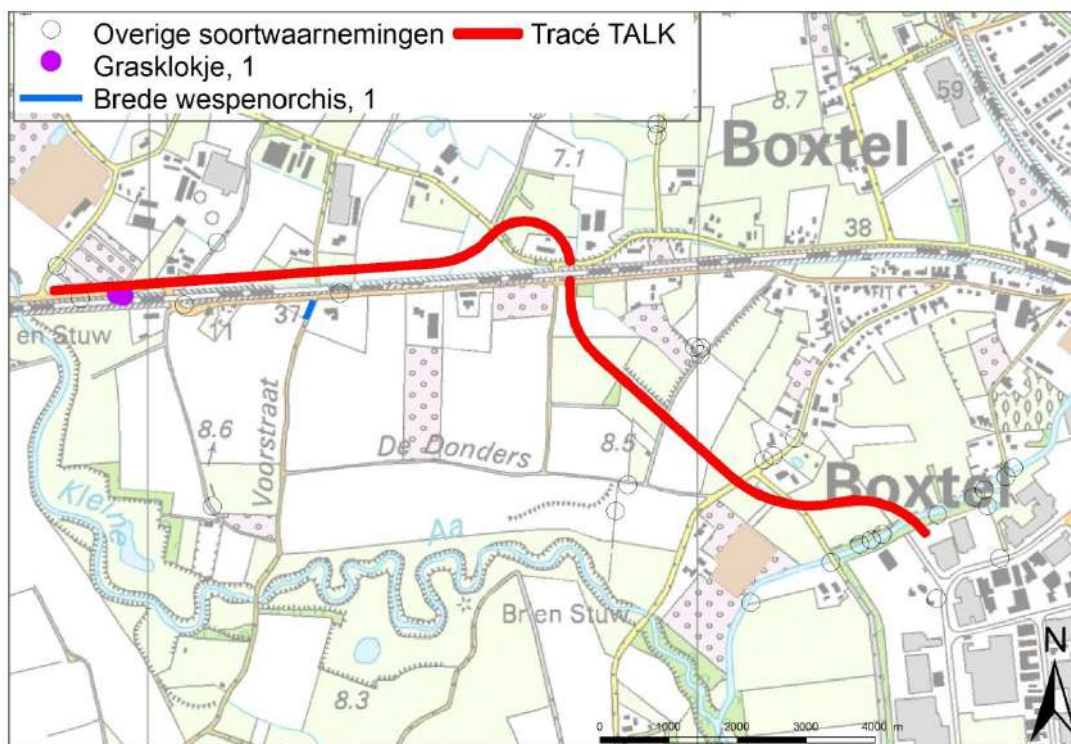 Overige soortwaarnemingen
Tracé TALK
Grasklokje, 1
Brede wespenorchis, 1
59
8.7
Boxtel
7.1
38
en Stuw
11
37
Voorstraat
8.6
De Donders
8.5
Boxtel
Kleine
Aa
Br en Stuw
8.3
N
0 1000 2000 3000 4000 m